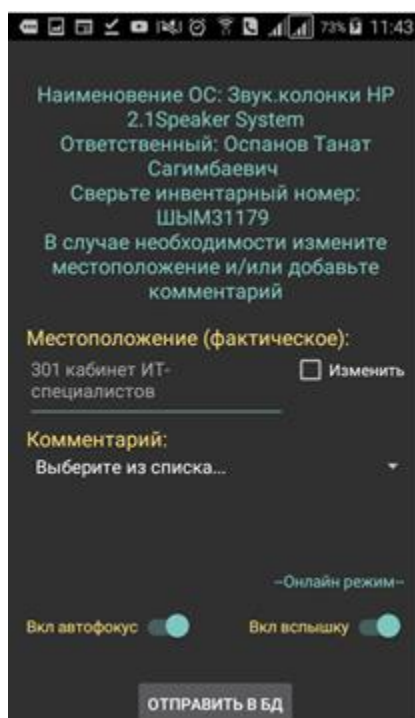 73% 11:43
Наименовение ОС: Звук.колонки HP
2.1Speaker System
Ответственный: Оспанов Танат
Сагимбаевич
Сверьте инвентарный номер:
ШЫМ31179
В случае необходимости измените
местоположение и/или добавьте
комментарий
Местоположение (фактическое):
301 кабинет ИТ-
специалистов
Изменить
Комментарий:
Выберите из списка...
--Онлайн режим--
Вкл автофокус Вкл вспышку
ОТПРАВИТЬ В БД